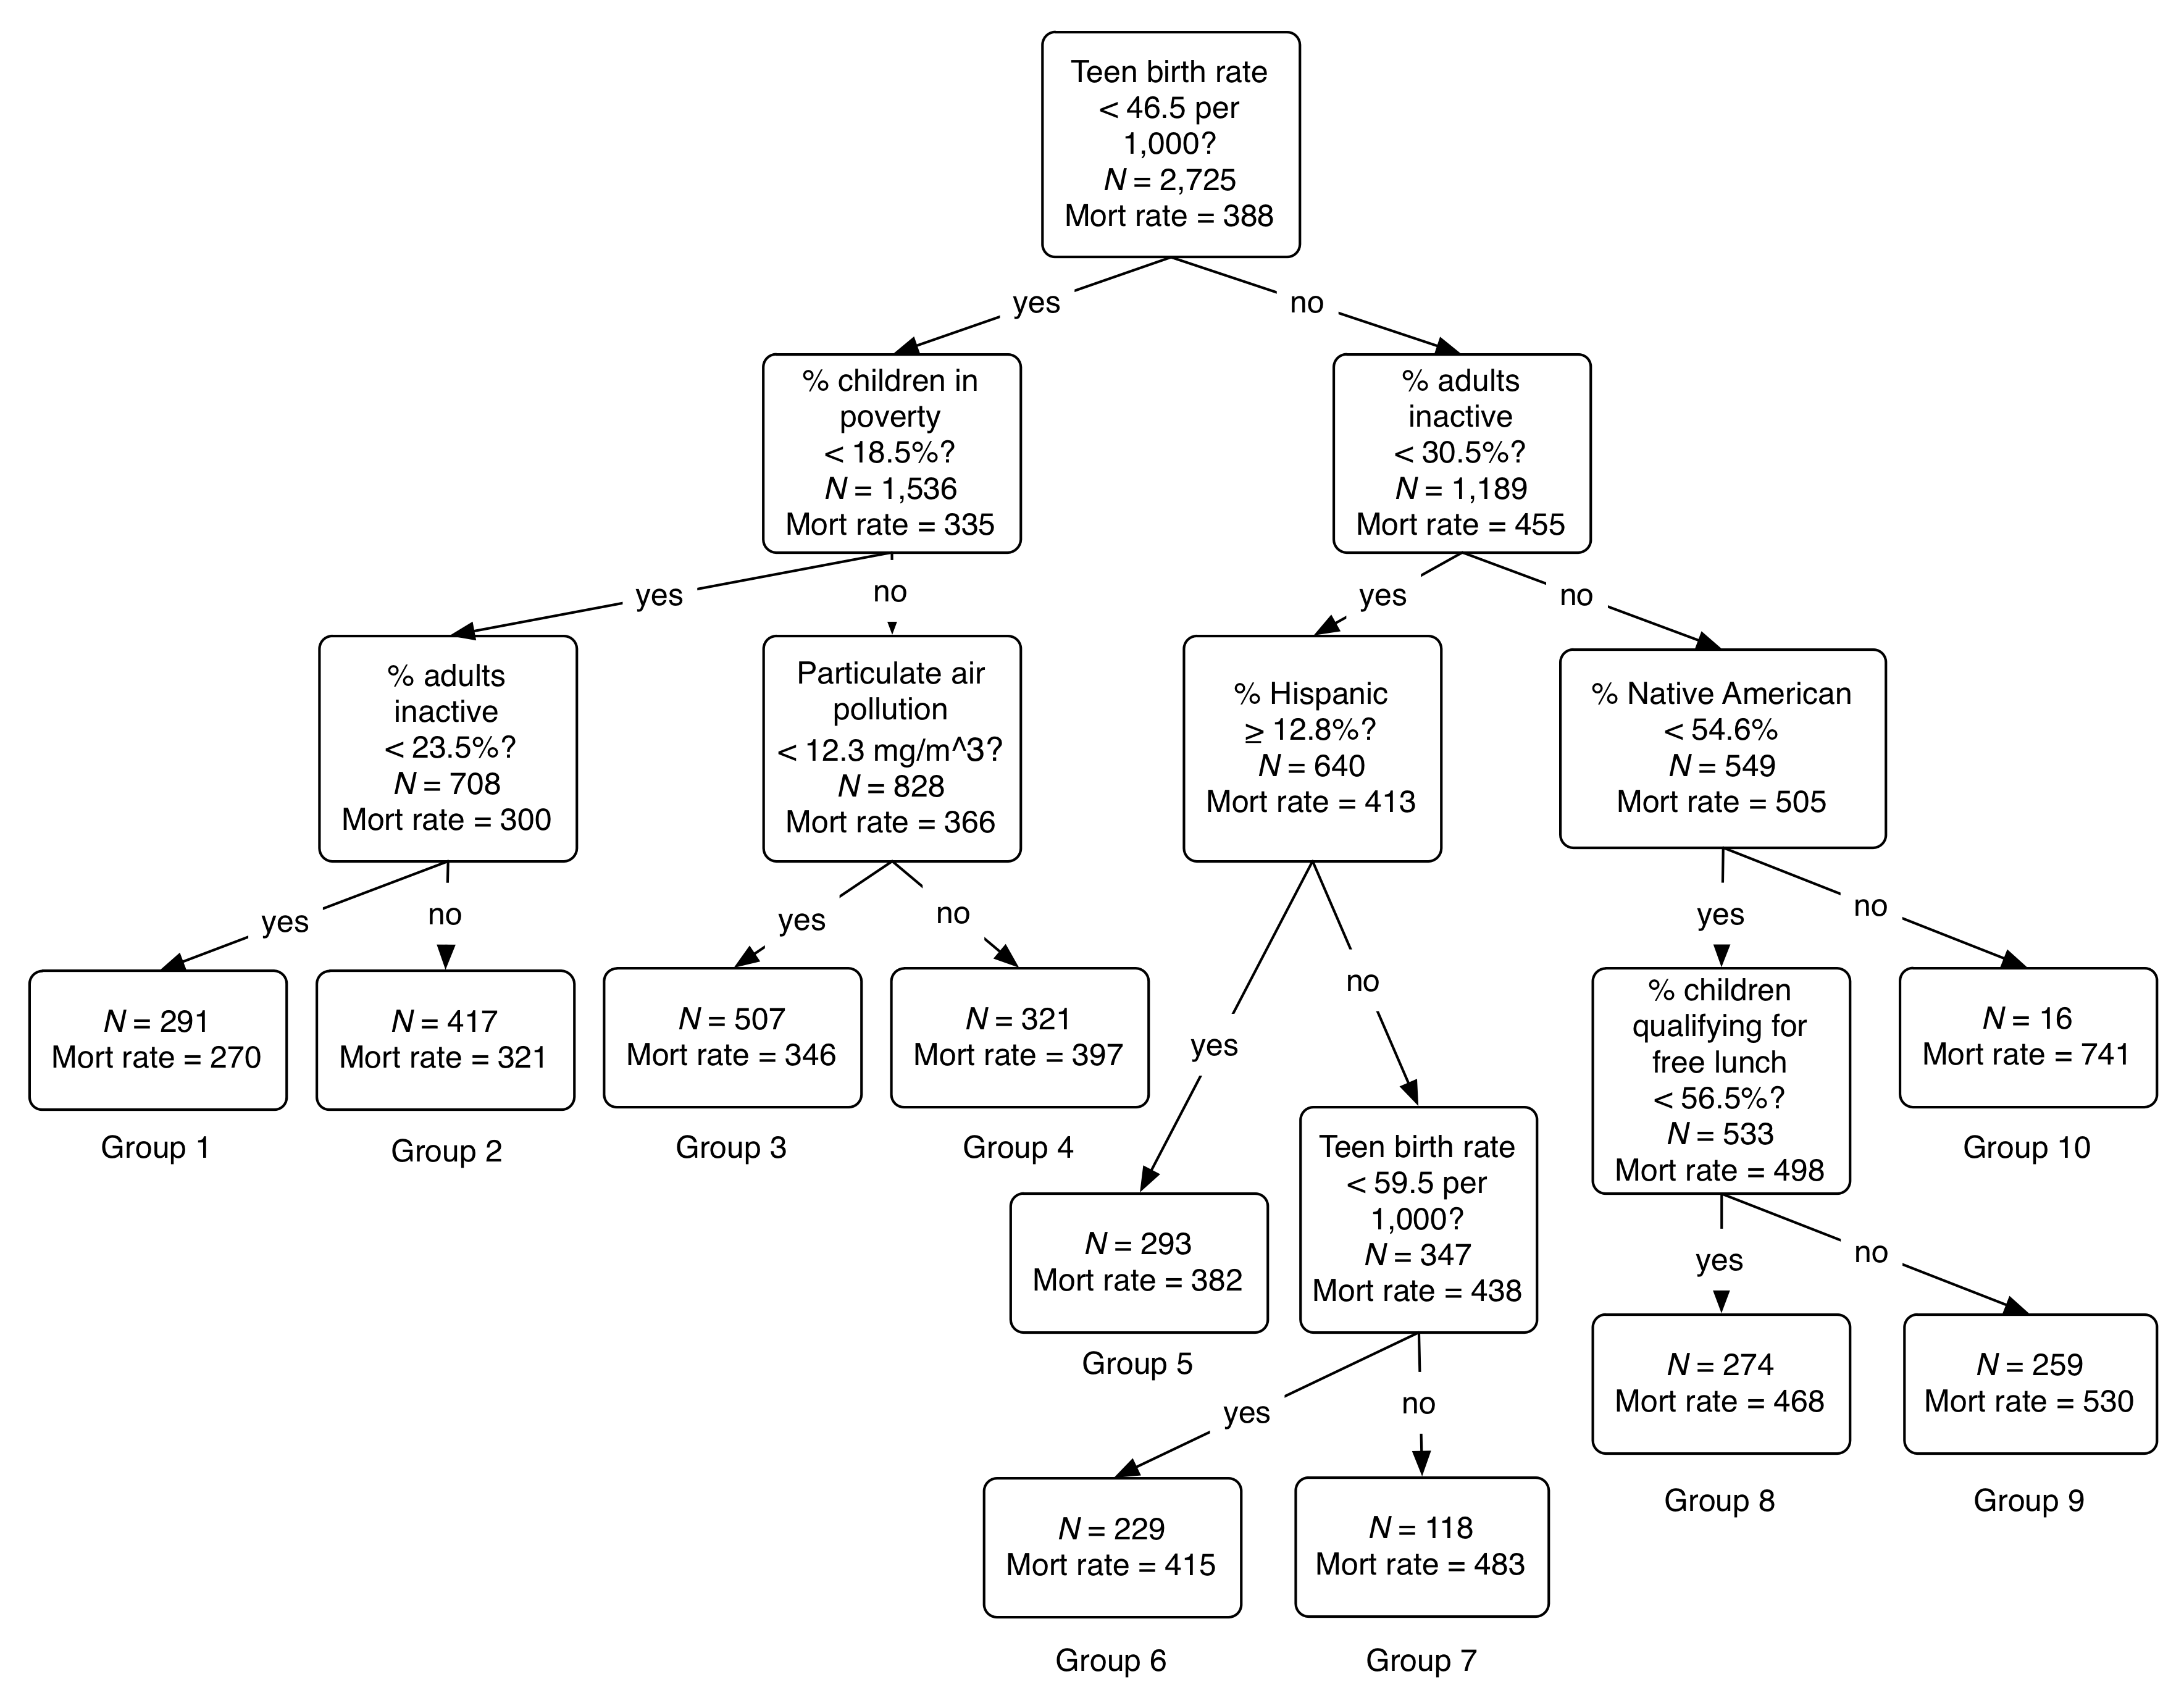 Teen birth rate
< 46.5 per
1,000?
N = 2,725
Mort rate = 388
yes
no
% children in
poverty
< 18.5%?
N = 1,536
Mort rate = 335
% adults
inactive
< 30.5%?
N = 1,189
Mort rate = 455
yes
no
yes
no
% adults
inactive
< 23.5%?
N = 708
Mort rate = 300
Particulate air
pollution
< 12.3 mg/m^3?
N = 828
Mort rate = 366
% Hispanic
≥ 12.8%?
N = 640
Mort rate = 413
% Native American
< 54.6%
N = 549
Mort rate = 505
yes
no
yes
no
yes
no
yes
no
N = 291
Mort rate = 270
Group 1
N = 417
Mort rate = 321
Group 2
N = 507
Mort rate = 346
Group 3
N = 321
Mort rate = 397
Group 4
N = 293
Mort rate = 382
Group 5
Teen birth rate
< 59.5 per
1,000?
N = 347
Mort rate = 438
% children
qualifying for
free lunch
< 56.5%?
N = 533
Mort rate = 498
N = 16
Mort rate = 741
Group 10
yes
no
yes
no
N = 229
Mort rate = 415
Group 6
N = 118
Mort rate = 483
Group 7
N = 274
Mort rate = 468
Group 8
N = 259
Mort rate = 530
Group 9